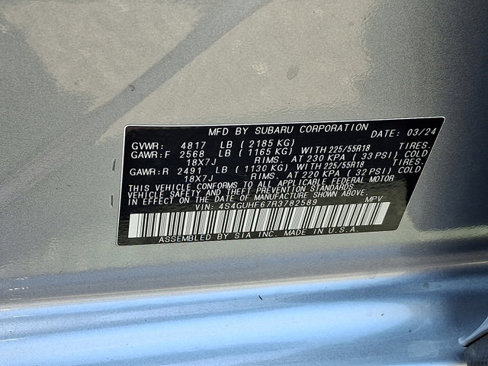 MFD BY SUBARU CORPORATION DATE: 03/24
GVWR: 4817 LB (2185 KG)
GAWR:F 2568 LB (1165 KG) WITH 225/55R18
18X7J RIMS. AT 230 KPA (33 PSI) COLD
GAWR:R 2491 LB (1130 KG) WITH 225/55R18
18X7J RIMS. AT 220 KPA (32 PSI) COLD
THIS VEHICLE CONFORMS TO ALL APPLICABLE FEDERAL MOTOR
VEHICLE SAFETY AND THEFT PREVENTION STANDARDS
IN EFFECT ON THE DATE OF MANUFACTURE SHOWN ABOVE.
VIN: 4S4GUHF67R3782589 MPV
ASSEMBLED BY SIA INC. MADE IN U.S.A.